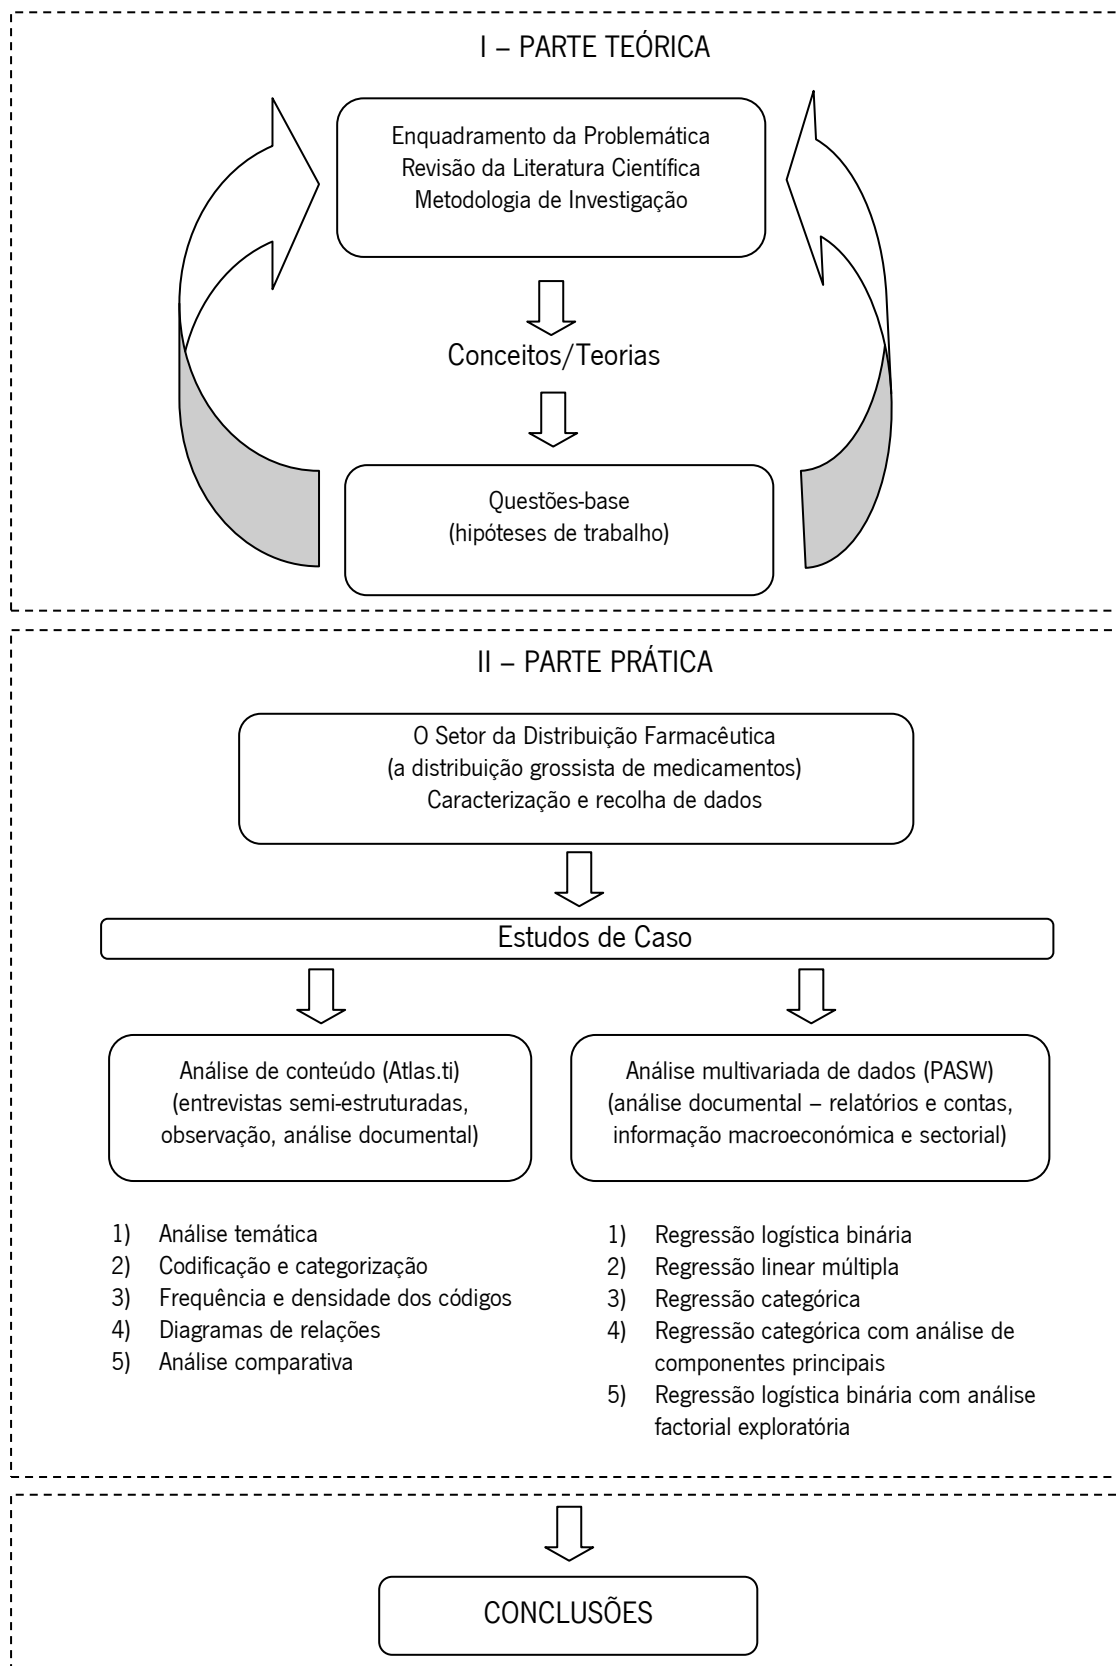 I – PARTE TEÓRICA
Enquadramento da Problemática
Revisão da Literatura Científica
Metodologia de Investigação
Conceitos/Teorias
Questões-base
(hipóteses de trabalho)
II – PARTE PRÁTICA
O Setor da Distribuição Farmacêutica
(a distribuição grossista de medicamentos)
Caracterização e recolha de dados
Estudos de Caso
Análise de conteúdo (Atlas.ti)
(entrevistas semi-estruturadas,
observação, análise documental)
1) Análise temática
2) Codificação e categorização
3) Frequência e densidade dos códigos
4) Diagramas de relações
5) Análise comparativa
Análise multivariada de dados (PASW)
(análise documental – relatórios e contas,
informação macroeconómica e sectorial)
1) Regressão logística binária
2) Regressão linear múltipla
3) Regressão categórica
4) Regressão categórica com análise de
componentes principais
5) Regressão logística binária com análise
factorial exploratória
CONCLUSÕES